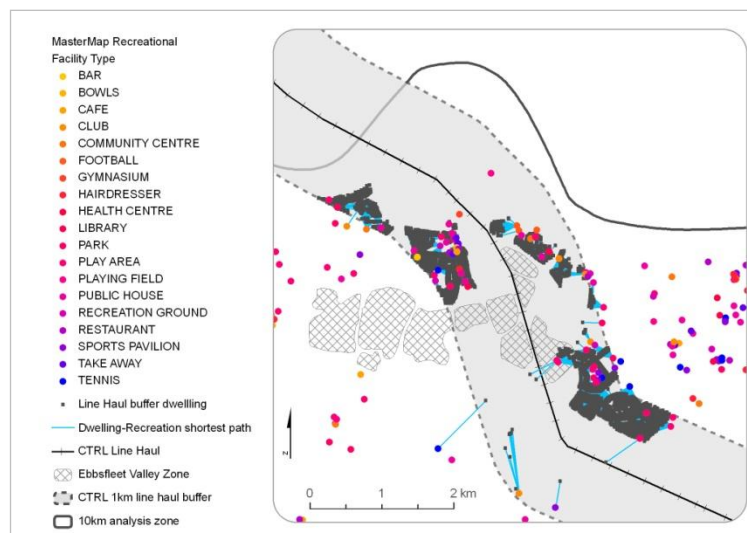 MasterMap Recreational
Facility Type
BAR
BOWLS
CAFE
CLUB
COMMUNITY CENTRE
FOOTBALL
GYMNASIUM
HAIRDRESSER
HEALTH CENTRE
LIBRARY
PARK
PLAY AREA
PLAYING FIELD
PUBLIC HOUSE
RECREATION GROUND
RESTAURANT
SPORTS PAVILION
TAKE AWAY
TENNIS
Line Haul buffer dwellling
Dwelling-Recreation shortest path
CTRL Line Haul
Ebbsfleet Valley Zone
CTRL 1km line haul buffer
10km analysis zone
z
0 1 2 km